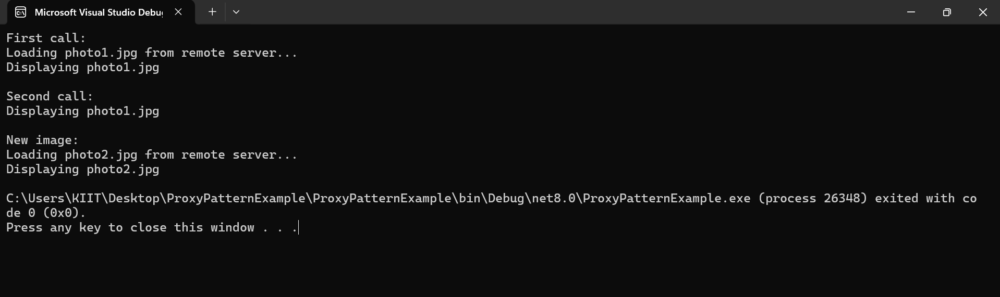 Microsoft Visual Studio Debu
First call:
Loading photo1.jpg from remote server...
Displaying photo1.jpg
Second call:
Displaying photo1.jpg
New image:
Loading photo2.jpg from remote server...
Displaying photo2.jpg
C:\Users\KIIT\Desktop\ProxyPatternExample\ProxyPatternExample\bin\Debug\net8.0\ProxyPatternExample.exe (process 26348) exited with co
de 0 (0x0).
Press any key to close this window . . .